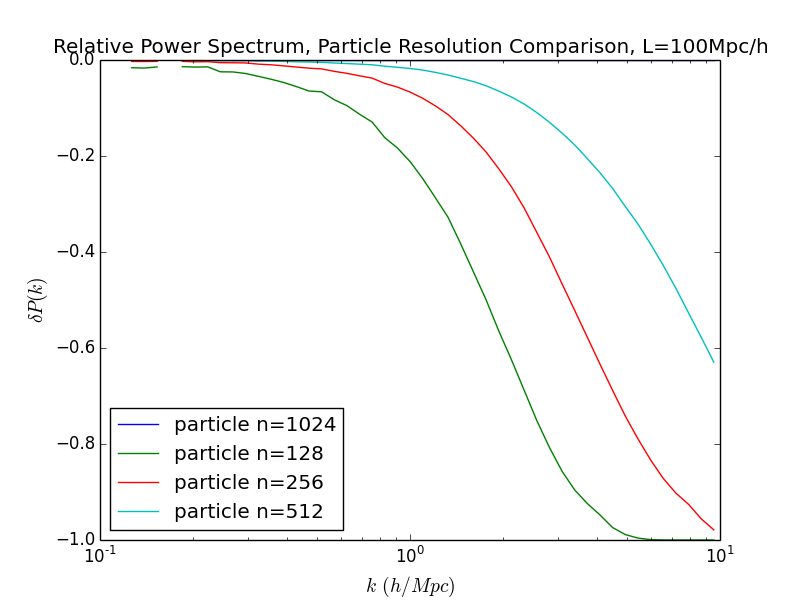 Relative Power Spectrum, Particle Resolution Comparison, L=100Mpc/h
0.0
−0.2
−0.4
−0.6
−0.8
−1.0
δP(k)
particle n=1024
particle n=128
particle n=256
particle n=512
10⁻¹
10⁰
10¹
k (h/Mpc)